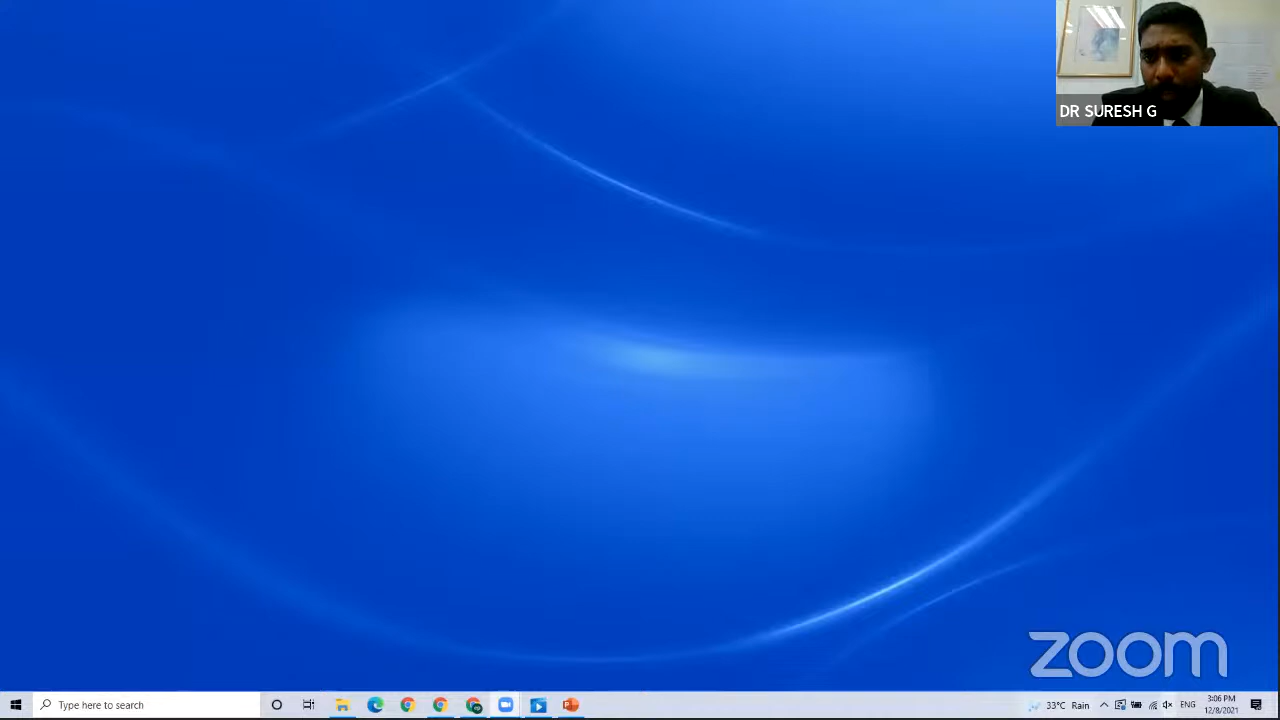 DR SURESH G
zoom
Type here to search
33°C Rain
ENG
3:06 PM
12/8/2021